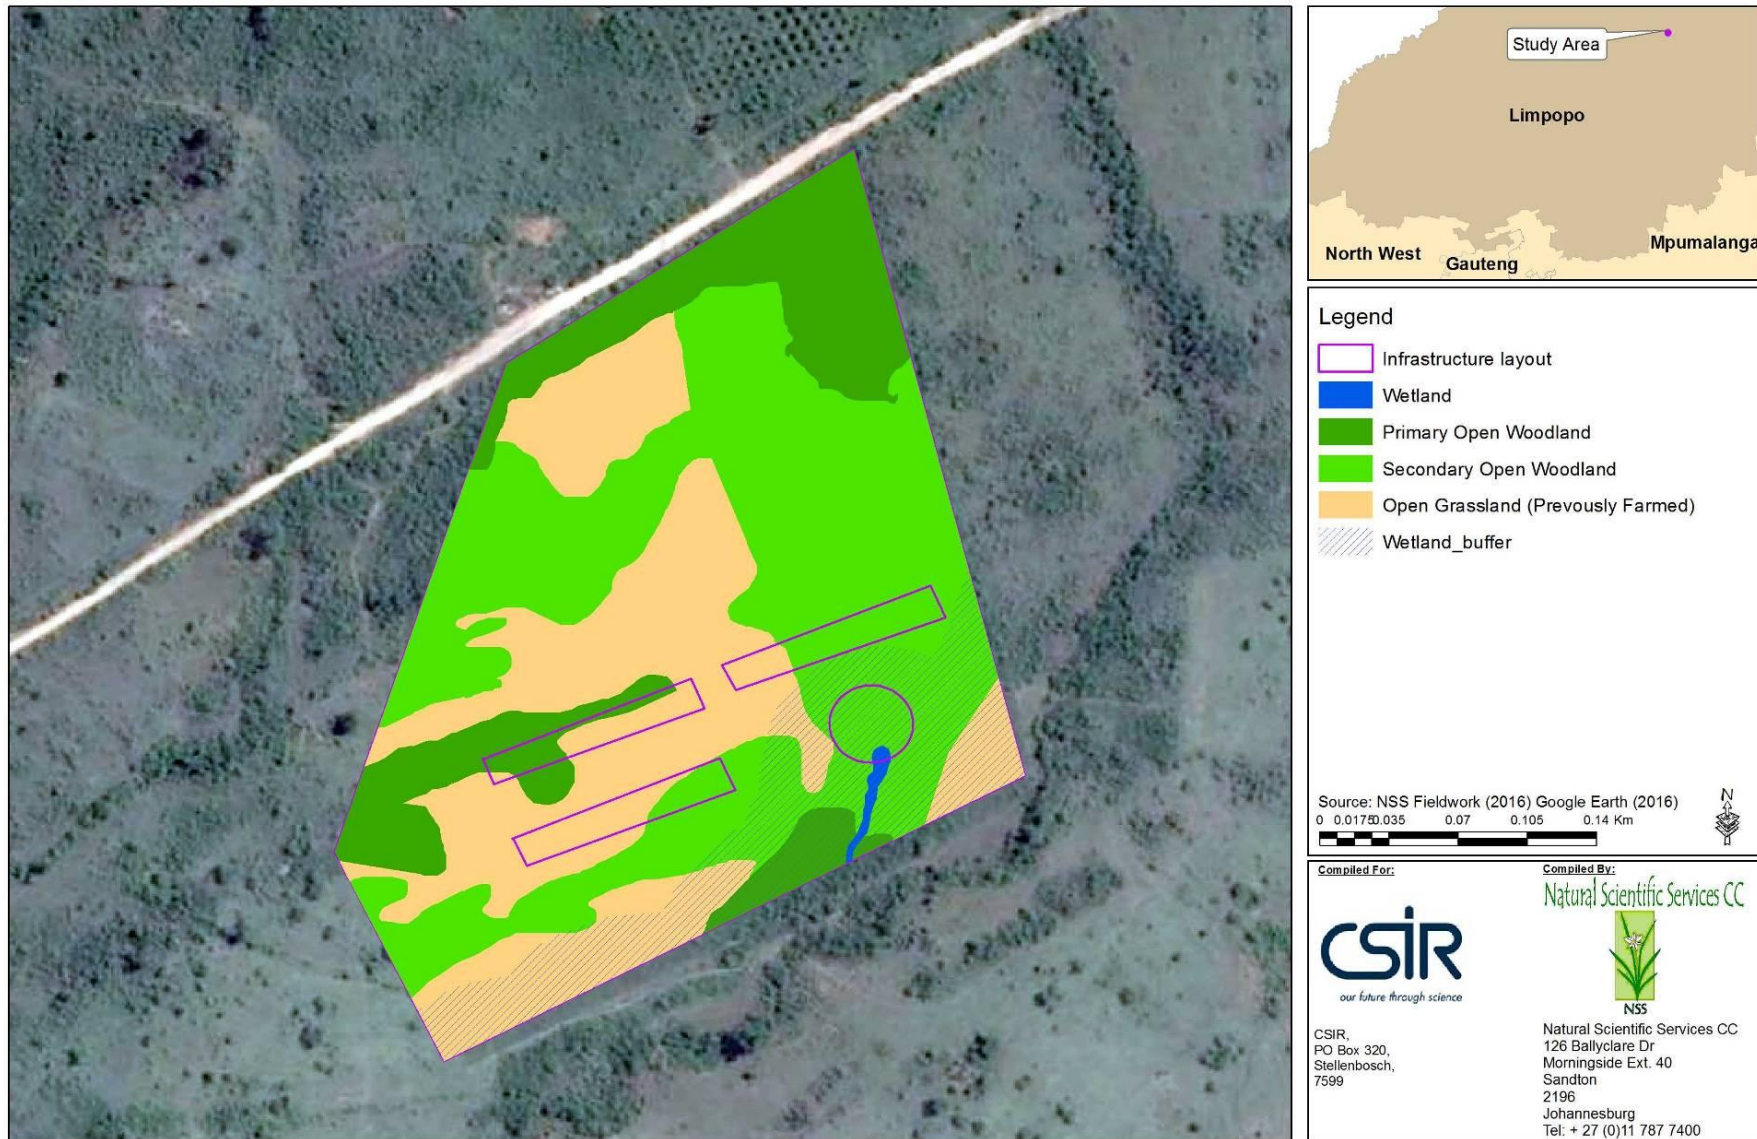 Study Area
Limpopo
North West
Gauteng
Mpumalanga
Legend
Infrastructure layout
Wetland
Primary Open Woodland
Secondary Open Woodland
Open Grassland (Prevously Farmed)
Wetland_buffer
Source: NSS Fieldwork (2016) Google Earth (2016)
0 0.0175 0.035 0.07 0.105 0.14 Km
N
Compiled For:
CSIR
our future through science
CSIR,
PO Box 320,
Stellenbosch,
7599
Compiled By:
Natural Scientific Services CC
NSS
Natural Scientific Services CC
126 Ballyclare Dr
Morningside Ext. 40
Sandton
2196
Johannesburg
Tel: + 27 (0)11 787 7400